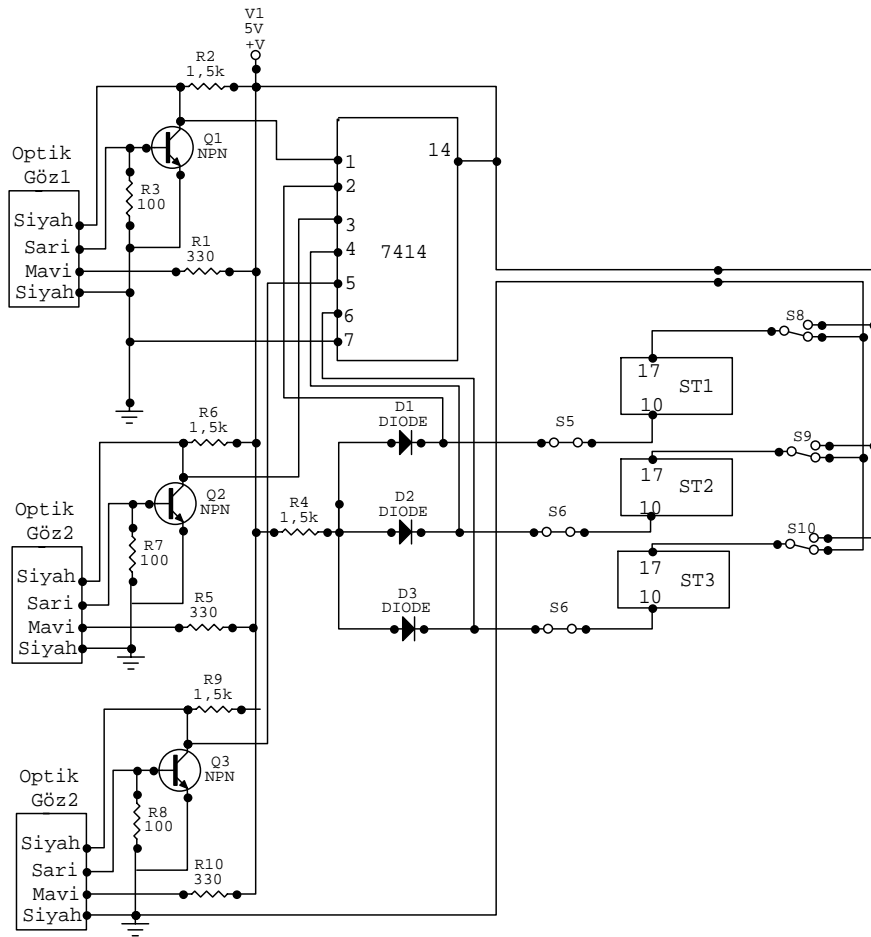 V1
5V
+V
R2
1,5k
Q1
NPN
Optik
Göz1
R3
100
Siyah
Sari
Mavi
Siyah
R1
330
14
1
2
3
4
7414
5
6
7
S8
17
ST1
10
R6
1,5k
D1
DIODE
S5
S9
17
ST2
10
Q2
NPN
R4
1,5k
D2
DIODE
S6
S10
Optik
Göz2
R7
100
Siyah
Sari
Mavi
Siyah
R5
330
17
ST3
10
D3
DIODE
S6
R9
1,5k
Q3
NPN
Optik
Göz2
R8
100
Siyah
Sari
Mavi
Siyah
R10
330